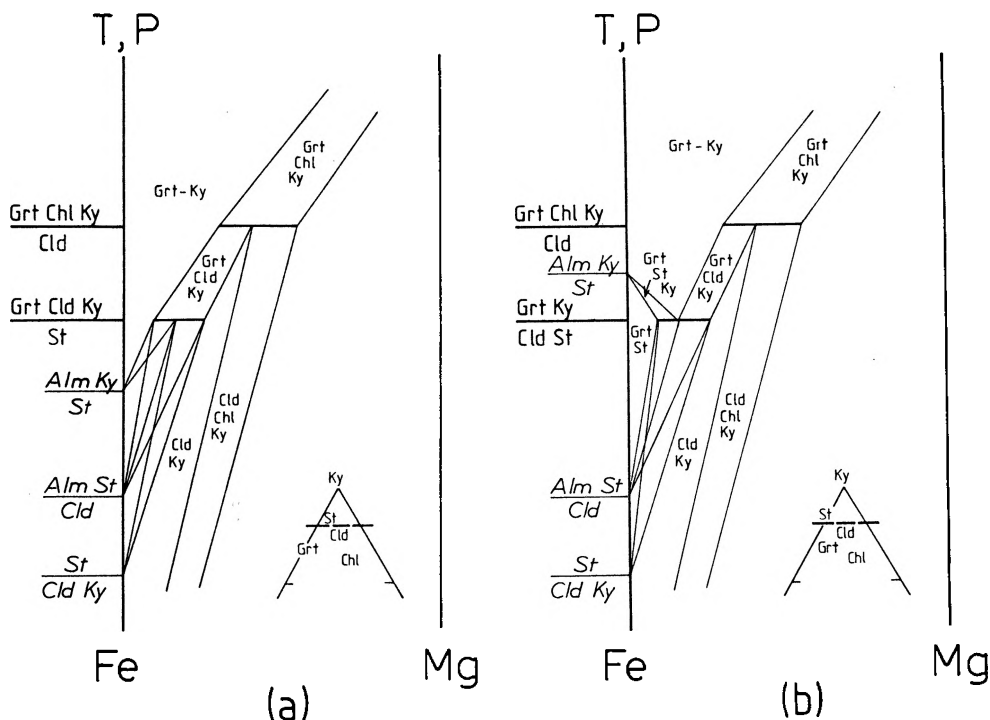 T, P
Grt-Ky
Grt
Chl
Ky
Grt Chl Ky
Cld
Grt
Cld
Ky
Grt Cld Ky
St
Alm Ky
St
Cld
Chl
Ky
Cld
Ky
Alm St
Cld
St
Cld Ky
Ky
St
Cld
Grt
Chl
Fe
Mg
(a)
T, P
Grt-Ky
Grt
Chl
Ky
Grt Chl Ky
Cld
Alm Ky
St
Grt
St
Ky
Grt
Cld
Ky
Grt Ky
Cld St
Grt
St
Cld
Chl
Ky
Cld
Ky
Alm St
Cld
St
Cld Ky
Ky
St
Cld
Grt
Chl
Fe
Mg
(b)